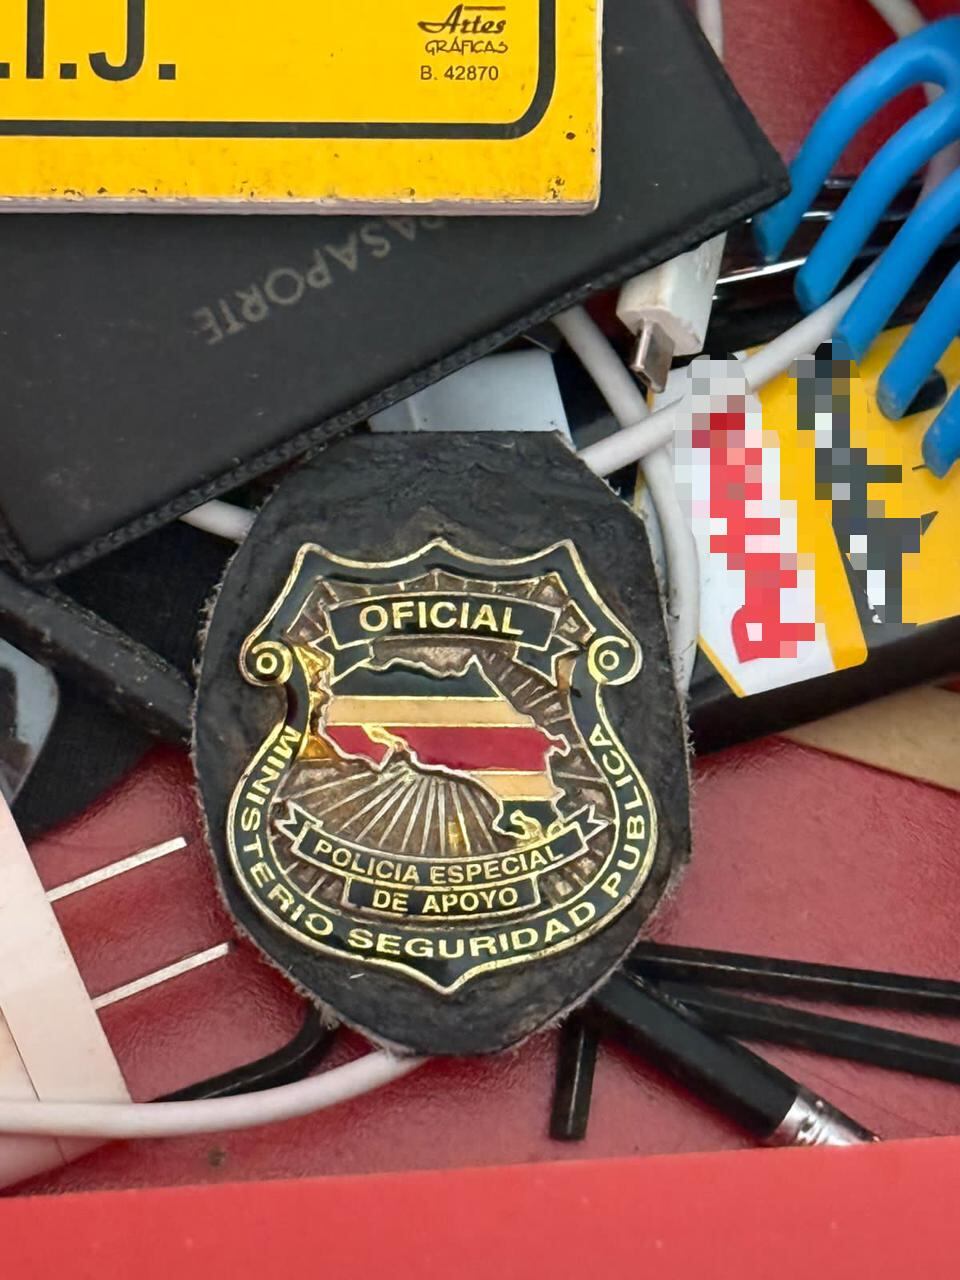 .I.J.
Artes
GRÁFICAS
B. 42870
PASAPORTE
OFICIAL
POLICIA ESPECIAL
DE APOYO
MINISTERIO SEGURIDAD PUBLICA